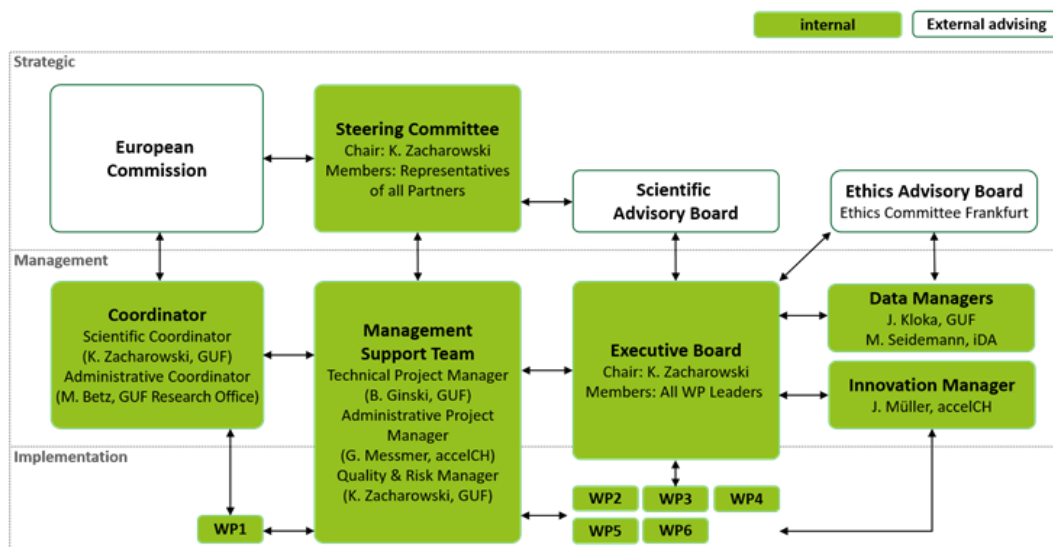 internal
External advising
Strategic
European
Commission
Steering Committee
Chair: K. Zacharowski
Members: Representatives
of all Partners
Scientific
Advisory Board
Ethics Advisory Board
Ethics Committee Frankfurt
Management
Coordinator
Scientific Coordinator
(K. Zacharowski, GUF)
Administrative Coordinator
(M. Betz, GUF Research Office)
Management
Support Team
Technical Project Manager
(B. Ginski, GUF)
Administrative Project
Manager
(G. Messmer, accelCH)
Quality & Risk Manager
(K. Zacharowski, GUF)
Executive Board
Chair: K. Zacharowski
Members: All WP Leaders
Data Managers
J. Kloka, GUF
M. Seidemann, iDA
Innovation Manager
J. Müller, accelCH
Implementation
WP1
WP2
WP3
WP4
WP5
WP6